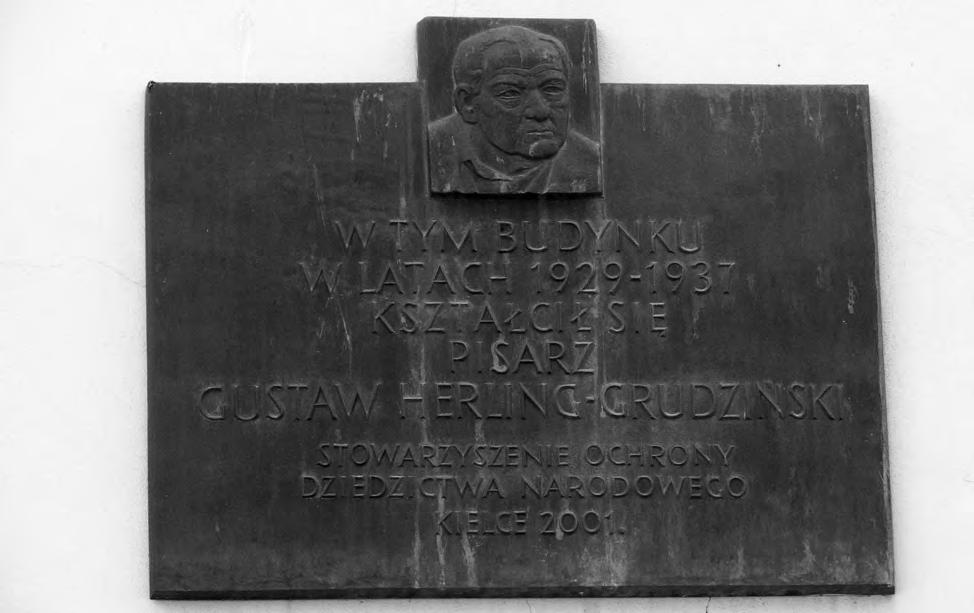 W TYM BUDYNKU
W LATACH 1929-1937
KSZTAŁCIŁ SIĘ
PISARZ
GUSTAW HERLING-GRUDZIŃSKI
STOWARZYSZENIE OCHRONY
DZIEDZICTWA NARODOWEGO
KIELCE 2001.